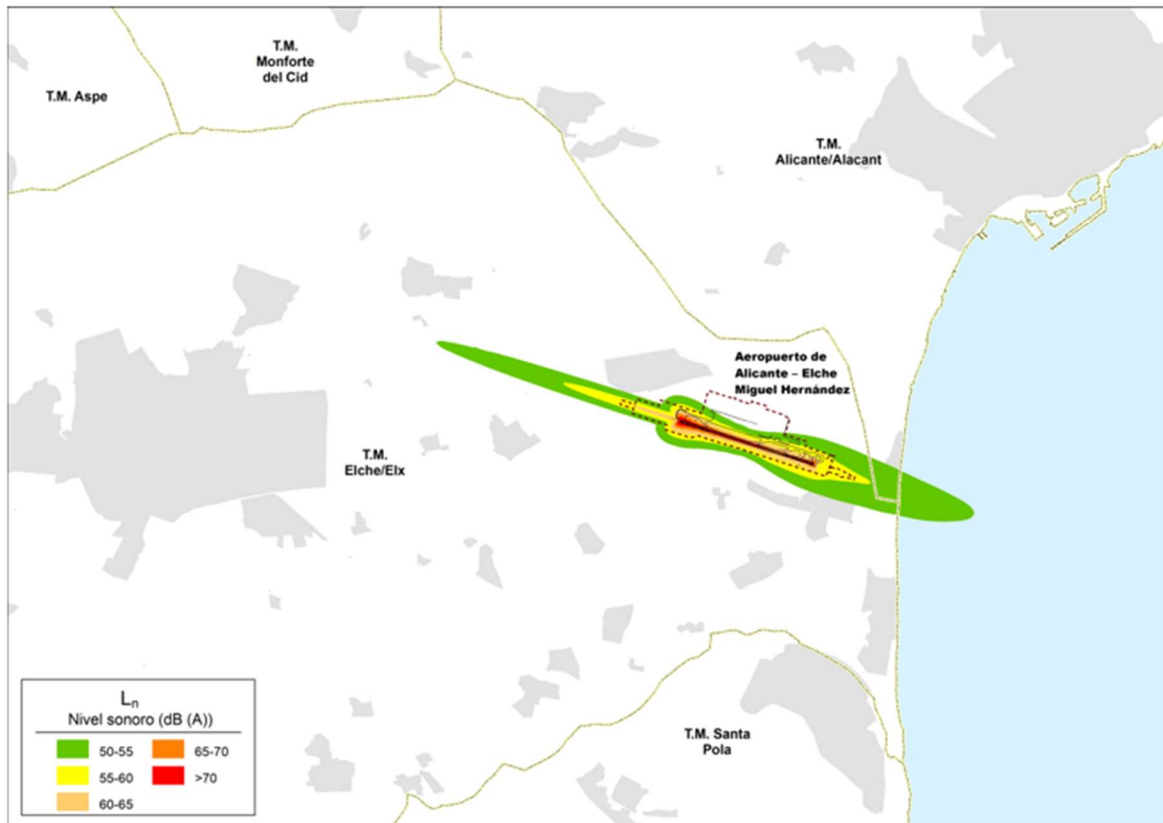 T.M.
Monforte
del Cid
T.M. Aspe
T.M.
Alicante/Alacant
Aeropuerto de
Alicante – Elche
Miguel Hernández
T.M.
Elche/Elx
T.M. Santa
Pola
Ln
Nivel sonoro (dB (A))
50-55
65-70
55-60
>70
60-65